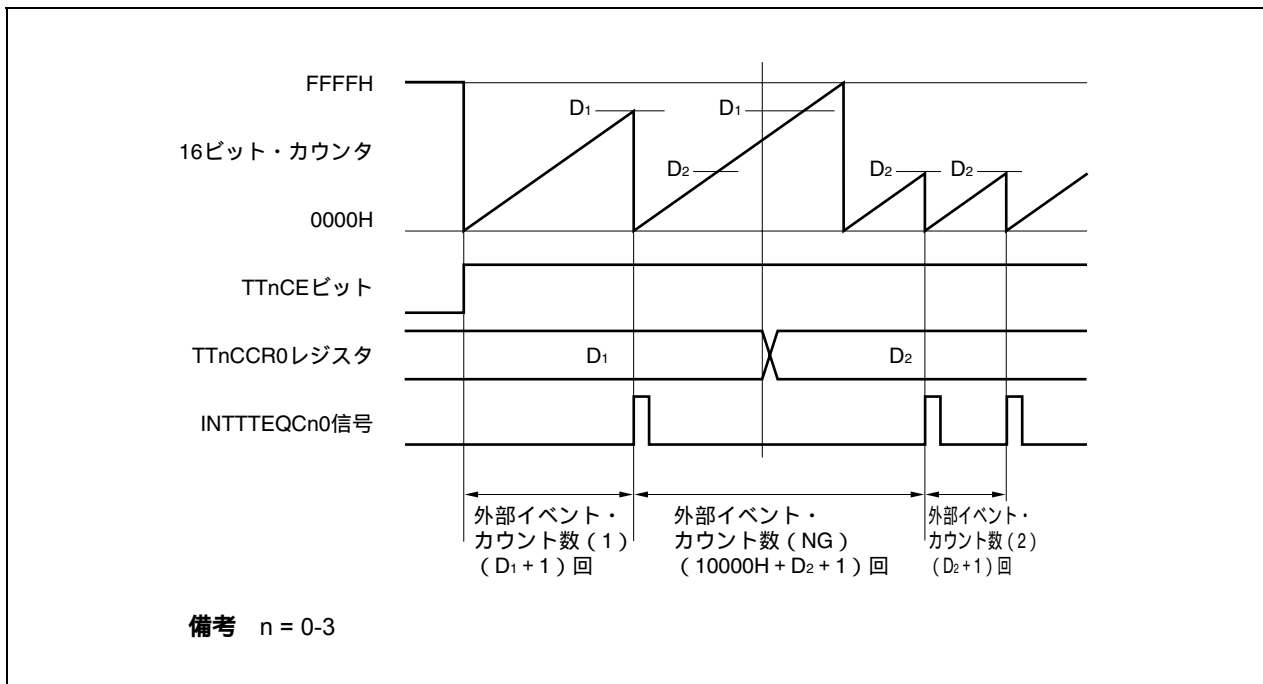 FFFFH
D1
D1
16ビット・カウンタ
D2
D2
D2
0000H
TTnCEビット
TTnCCR0レジスタ
D1
D2
INTTTEQCn0信号
外部イベント・
カウント数（1）
（D1 + 1）回
外部イベント・
カウント数（NG）
（10000H + D2 + 1）回
外部イベント・
カウント数（2）
（D2+1）回
備考 n = 0-3